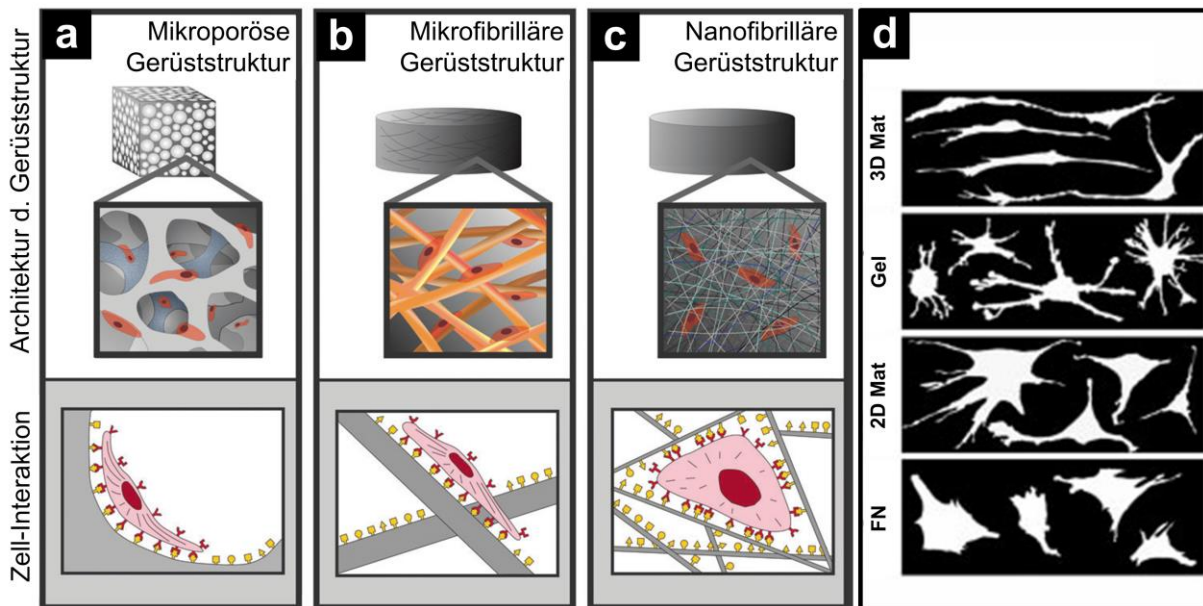 a
Mikroporöse
Gerüststruktur
b
Mikrofibrilläre
Gerüststruktur
c
Nanofibrilläre
Gerüststruktur
d
Architektur d. Gerüststruktur
Zell-Interaktion
3D Mat
Gel
2D Mat
FN